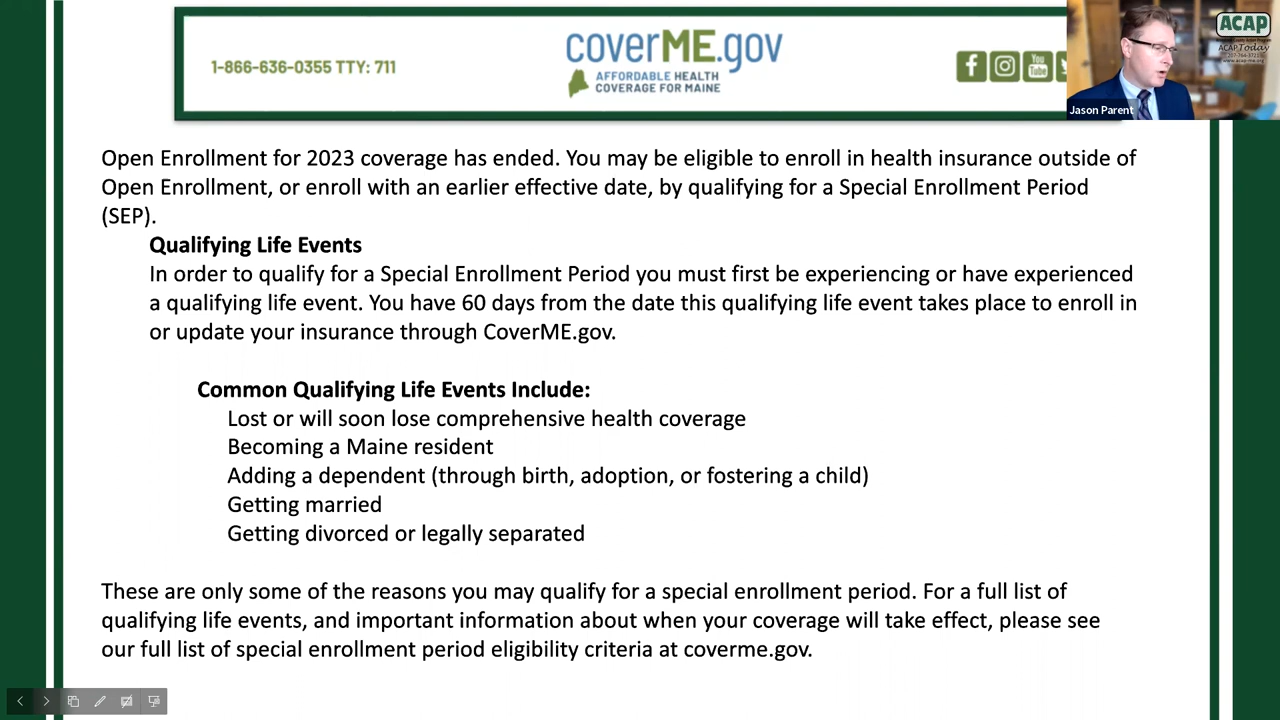 1-866-636-0355 TTY: 711
coverME.gov
AFFORDABLE HEALTH
COVERAGE FOR MAINE
You
Tube
ACAP
ACAP Today
Jason Parent
Open Enrollment for 2023 coverage has ended. You may be eligible to enroll in health insurance outside of
Open Enrollment, or enroll with an earlier effective date, by qualifying for a Special Enrollment Period
(SEP).
Qualifying Life Events
In order to qualify for a Special Enrollment Period you must first be experiencing or have experienced
a qualifying life event. You have 60 days from the date this qualifying life event takes place to enroll in
or update your insurance through CoverME.gov.
Common Qualifying Life Events Include:
Lost or will soon lose comprehensive health coverage
Becoming a Maine resident
Adding a dependent (through birth, adoption, or fostering a child)
Getting married
Getting divorced or legally separated
These are only some of the reasons you may qualify for a special enrollment period. For a full list of
qualifying life events, and important information about when your coverage will take effect, please see
our full list of special enrollment period eligibility criteria at coverme.gov.